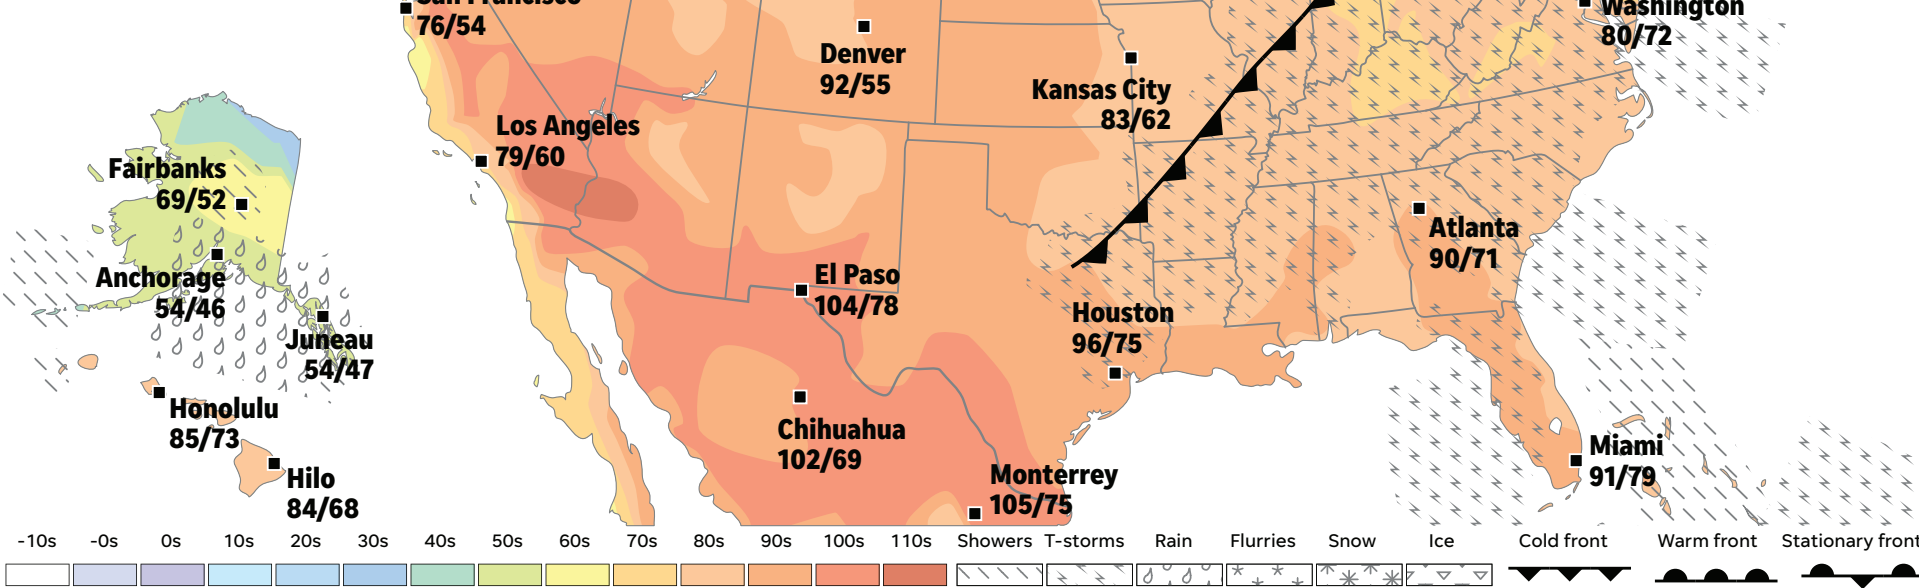 San Francisco
76/54
Washington
80/72
Denver
92/55
Kansas City
83/62
Los Angeles
79/60
Fairbanks
69/52
Atlanta
90/71
Anchorage
54/46
El Paso
104/78
Houston
96/75
Juneau
54/47
Honolulu
85/73
Chihuahua
102/69
Miami
91/79
Hilo
84/68
Monterrey
105/75
-10s -0s 0s 10s 20s 30s 40s 50s 60s 70s 80s 90s 100s 110s Showers T-storms Rain Flurries Snow Ice Cold front Warm front Stationary front